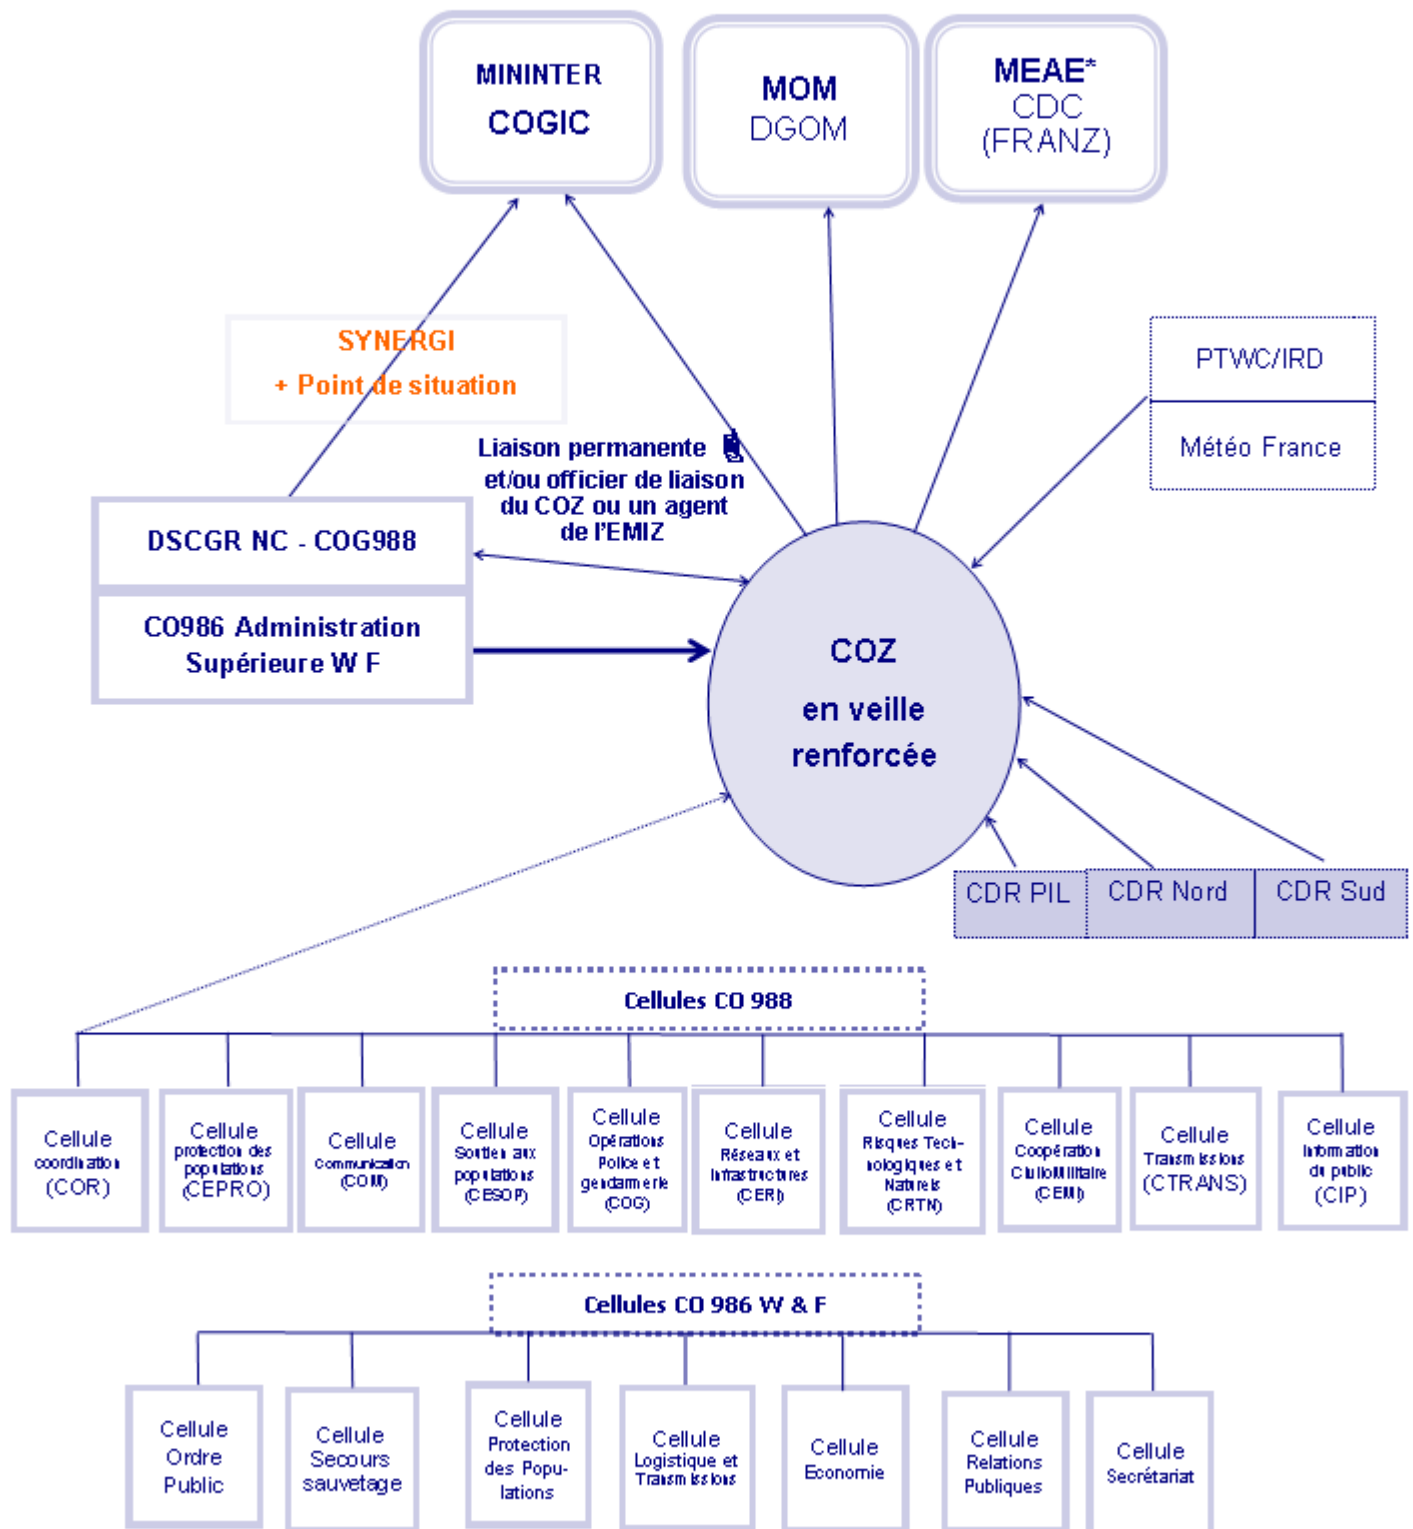 MININTER
COGIC
MOM
DGOM
MEAE*
CDC
(FRANZ)
SYNERGI
+ Point de situation
PTWC/IRD
Météo France
Liaison permanente
et/ou officier de liaison
du COZ ou un agent
de l'EMIZ
DSCGR NC - COG988
CO986 Administration
Supérieure W F
COZ
en veille
renforcée
CDR PIL
CDR Nord
CDR Sud
Cellules CO 988
Cellule
coordination
(COR)
Cellule
protection des
populations
(CEPRO)
Cellule
Communication
(COM)
Cellule
Soutien aux
populations
(CESOP)
Cellule
Opérations
Police et
gendarmerie
(COG)
Cellule
Réseaux et
Infrastructures
(CERI)
Cellule
Risques Tech-
nologiques et
Naturels
(CRTN)
Cellule
Coopération
CiviloMilitaire
(CEMI)
Cellule
Transmissions
(CTRANS)
Cellule
Information
du public
(CIP)
Cellules CO 986 W & F
Cellule
Ordre
Public
Cellule
Secours
sauvetage
Cellule
Protection
des Popu-
lations
Cellule
Logistique et
Transmissions
Cellule
Economie
Cellule
Relations
Publiques
Cellule
Secrétariat